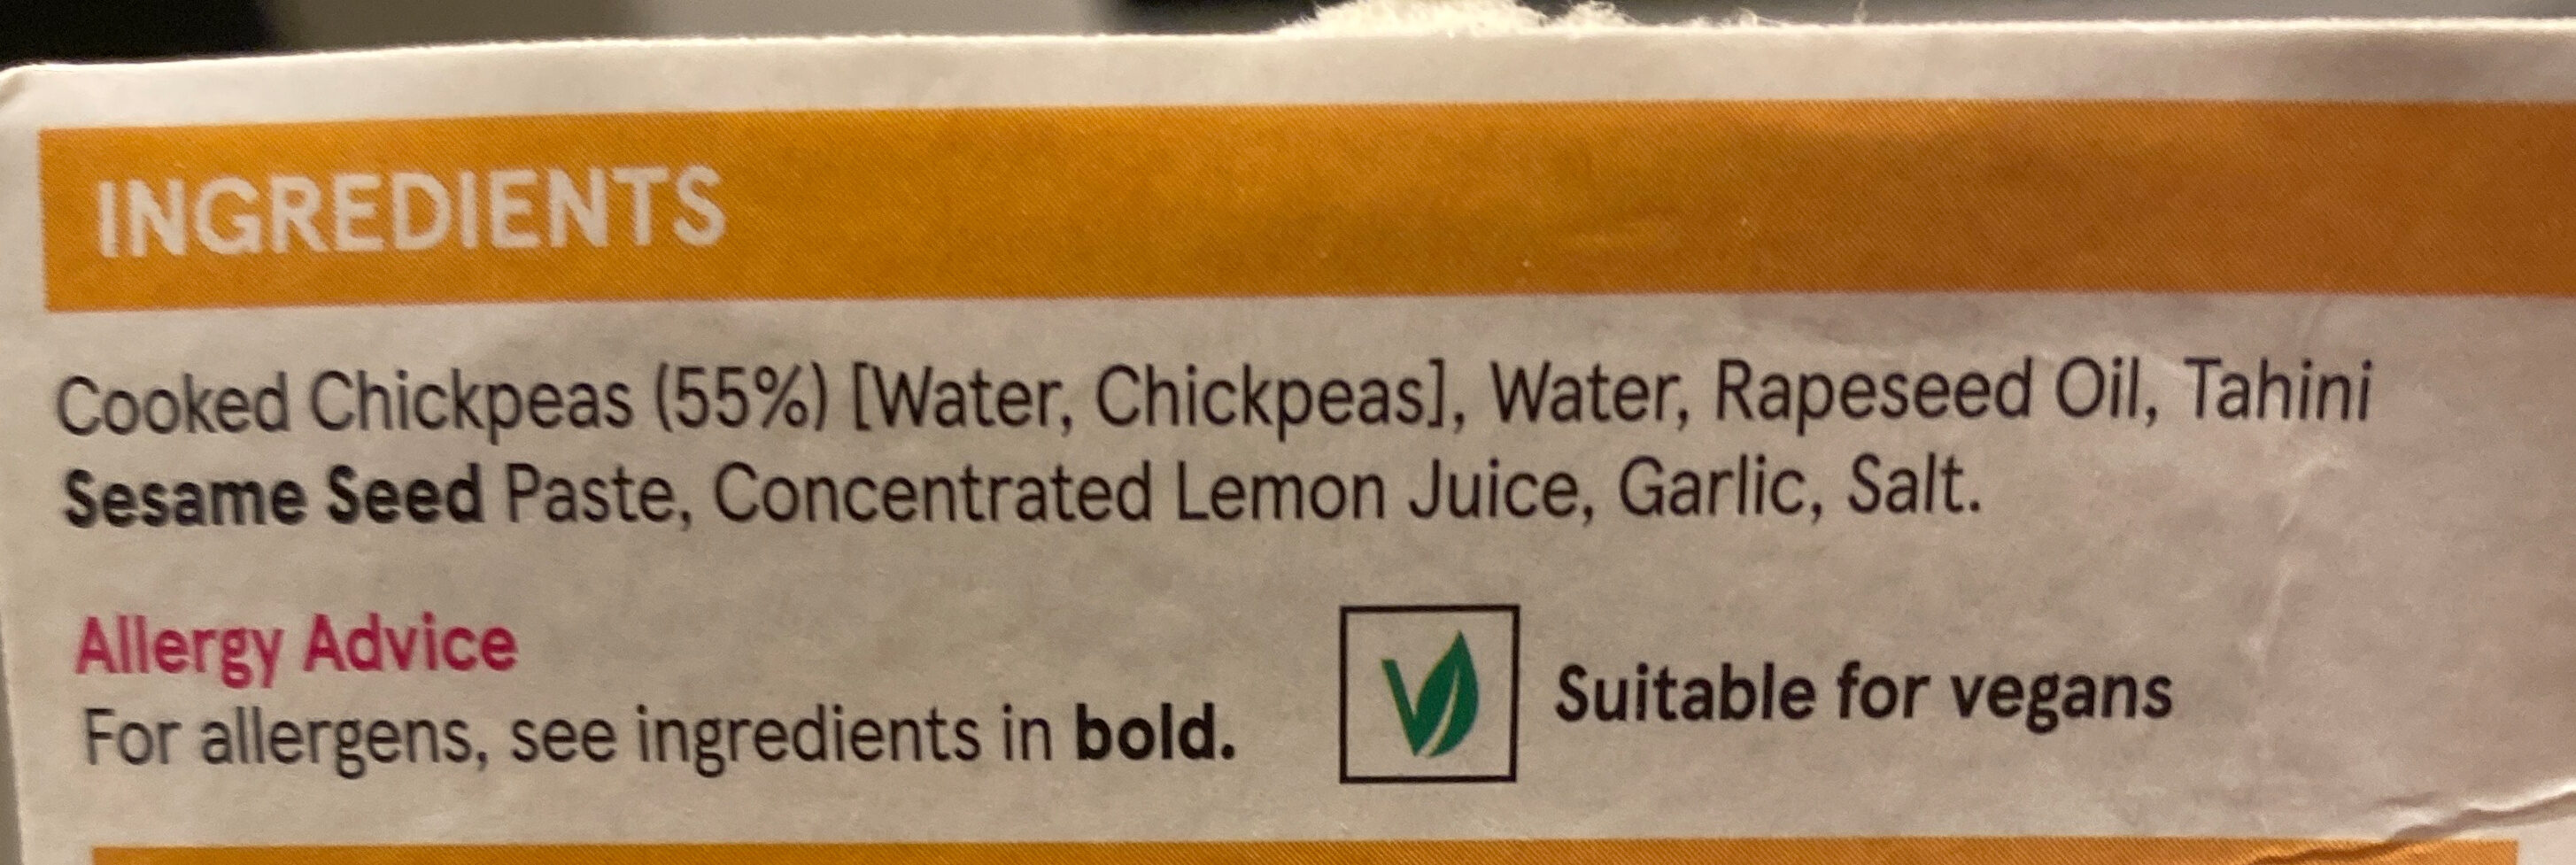 INGREDIENTS
Cooked Chickpeas (55%) [Water, Chickpeas], Water, Rapeseed Oil, Tahini
Sesame Seed Paste, Concentrated Lemon Juice, Garlic, Salt.
Allergy Advice
For allergens, see ingredients in bold.
Suitable for vegans